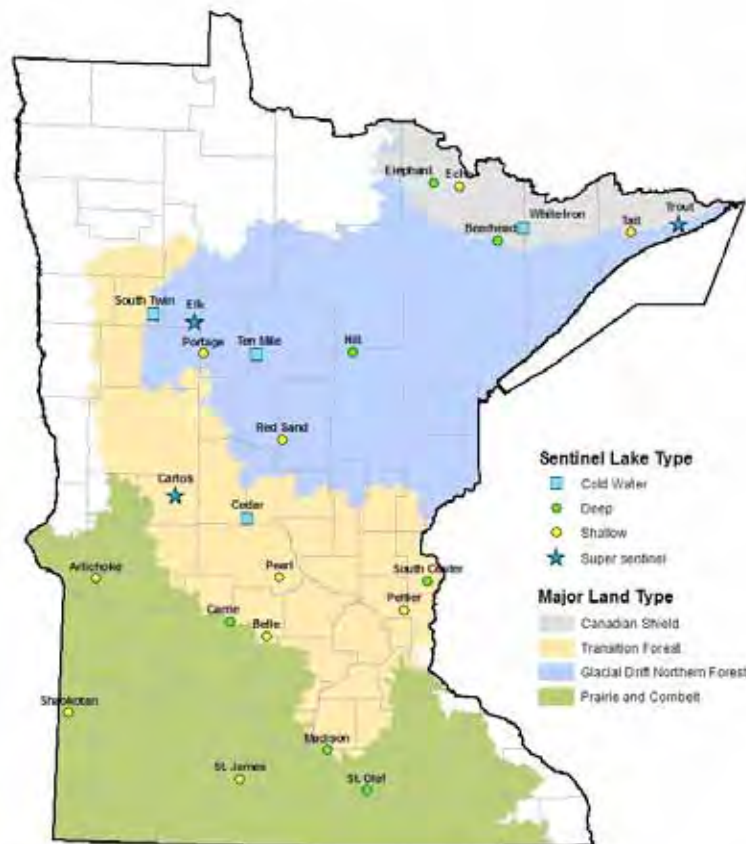 Elephant
Echo
White Iron
Trout
Bearhead
Tait
South Twin
Elk
Portage
Ten Mile
Hill
Red Sand
Carlos
Cedar
Artichoke
Pearl
South Center
Peltier
Carrie
Belle
Shaokotan
Madison
St. James
St. Olaf
Sentinel Lake Type
Cold Water
Deep
Shallow
Super sentinel
Major Land Type
Canadian Shield
Transition Forest
Glacial Drift Northern Forest
Prairie and Cornbelt